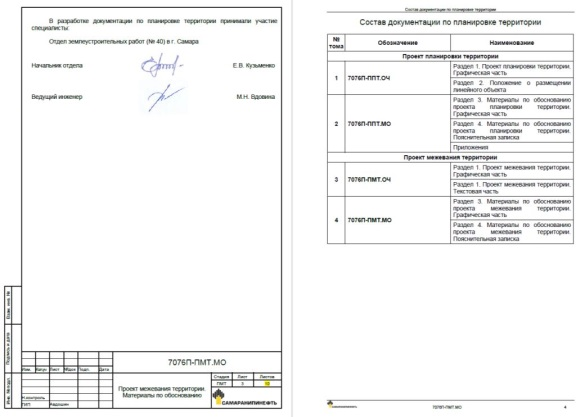 В разработке документации по планировке территории принимали участие
специалисты:
Отдел землеустроительных работ (№ 40) в г. Самара
Начальник отдела
Е.В. Кузьменко
Ведущий инженер
М.Н. Вдовина
Взам. инв. №
Подпись и дата
Инв. № подл.
7076П-ПМТ.МО
Изм. Кол.уч Лист №док Подп. Дата
Н.контроль
ГИП Кадошин
Проект межевания территории.
Материалы по обоснованию
Стадия Лист Листов
ПМТ 3 10
САМАРАНИПИНЕФТЬ
Состав документации по планировке территории
Состав документации по планировке территории
№ тома Обозначение Наименование
Проект планировки территории
1 7076П-ППТ.ОЧ
Раздел 1. Проект планировки территории.
Графическая часть
Раздел 2. Положение о размещении
линейного объекта
2 7076П-ППТ.МО
Раздел 3. Материалы по обоснованию
проекта планировки территории.
Графическая часть
Раздел 4. Материалы по обоснованию
проекта планировки территории.
Пояснительная записка
Приложения
Проект межевания территории
3 7076П-ПМТ.ОЧ
Раздел 1. Проект межевания территории.
Графическая часть
Раздел 1. Проект межевания территории.
Текстовая часть
4 7076П-ПМТ.МО
Раздел 3. Материалы по обоснованию
проекта межевания территории.
Графическая часть
Раздел 4. Материалы по обоснованию
проекта межевания территории.
Пояснительная записка
САМАРАНИПИНЕФТЬ
7076П-ПМТ.МО
4